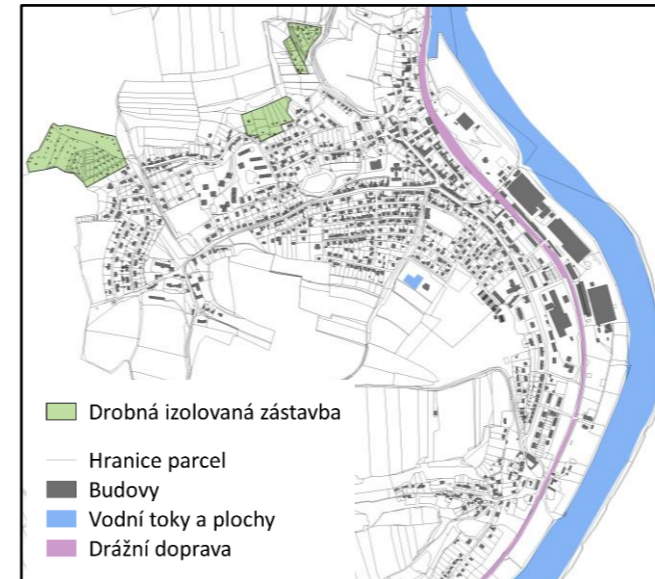 Drobná izolovaná zástavba
Hranice parcel
Budovy
Vodní toky a plochy
Drážní doprava